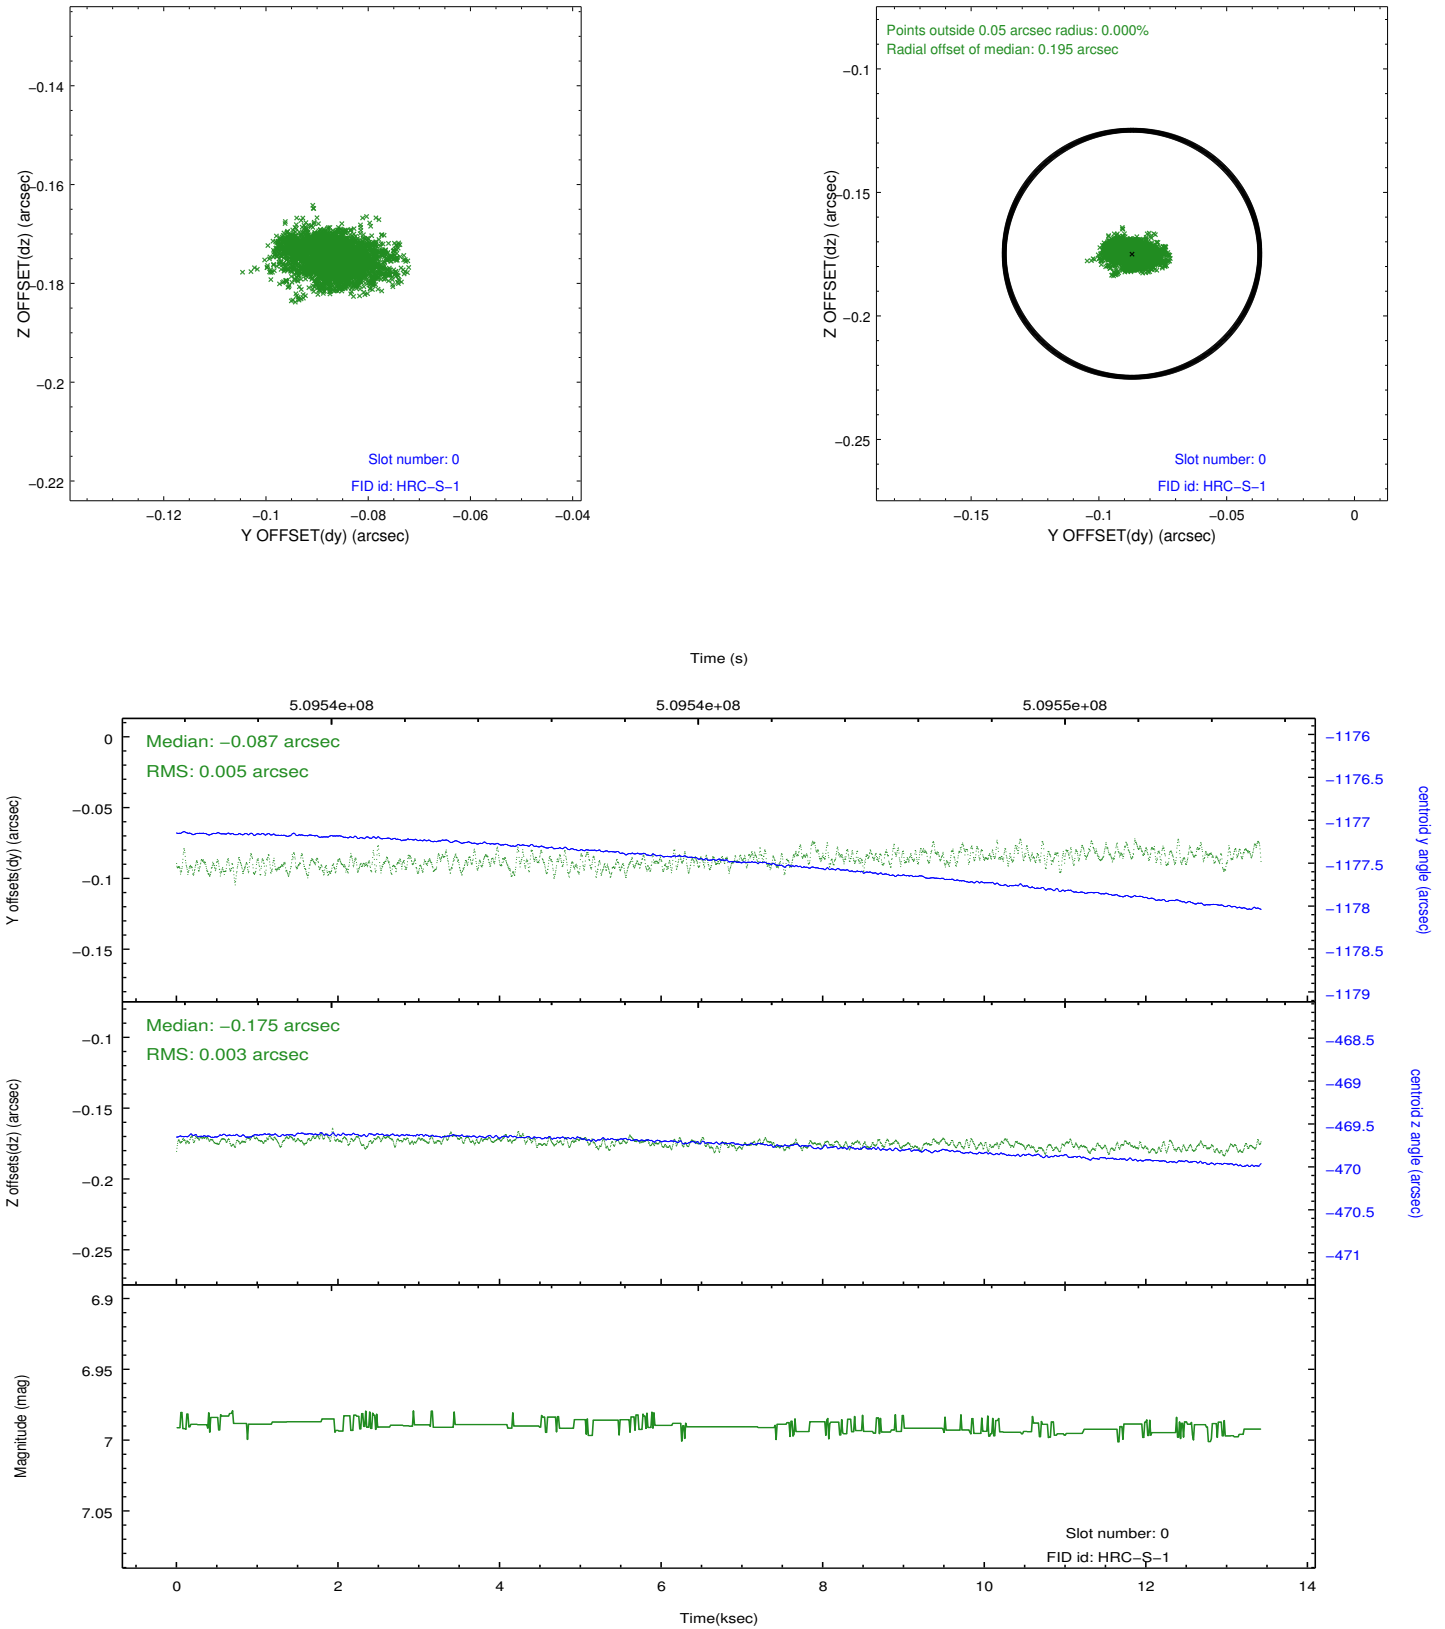 −0.14
−0.16
−0.18
−0.2
−0.22
Z OFFSET(dz) (arcsec)
Slot number: 0
FID id: HRC−S−1
−0.12
−0.1
−0.08
−0.06
−0.04
Y OFFSET(dy) (arcsec)
Points outside 0.05 arcsec radius: 0.000%
Radial offset of median: 0.195 arcsec
−0.1
−0.15
−0.2
−0.25
Z OFFSET(dz) (arcsec)
Slot number: 0
FID id: HRC−S−1
−0.15
−0.1
−0.05
0
Y OFFSET(dy) (arcsec)
Time (s)
5.0954e+08
5.0954e+08
5.0955e+08
Median: −0.087 arcsec
RMS: 0.005 arcsec
0
−0.05
−0.1
−0.15
Y offsets(dy) (arcsec)
−1176
−1176.5
−1177
−1177.5
−1178
−1178.5
−1179
centroid y angle (arcsec)
Median: −0.175 arcsec
RMS: 0.003 arcsec
−0.1
−0.15
−0.2
−0.25
Z offsets(dz) (arcsec)
−468.5
−469
−469.5
−470
−470.5
−471
centroid z angle (arcsec)
6.9
6.95
7
7.05
Magnitude (mag)
Slot number: 0
FID id: HRC−S−1
0
2
4
6
8
10
12
14
Time(ksec)